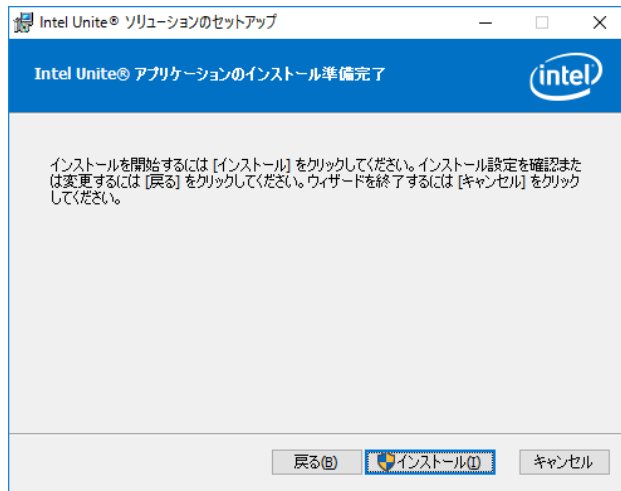 Intel Unite® ソリューションのセットアップ
Intel Unite® アプリケーションのインストール準備完了
intel
インストールを開始するには [インストール] をクリックしてください。インストール設定を確認また
は変更するには [戻る] をクリックしてください。ウィザードを終了するには [キャンセル] をクリック
してください。
戻る(B) インストール(I) キャンセル